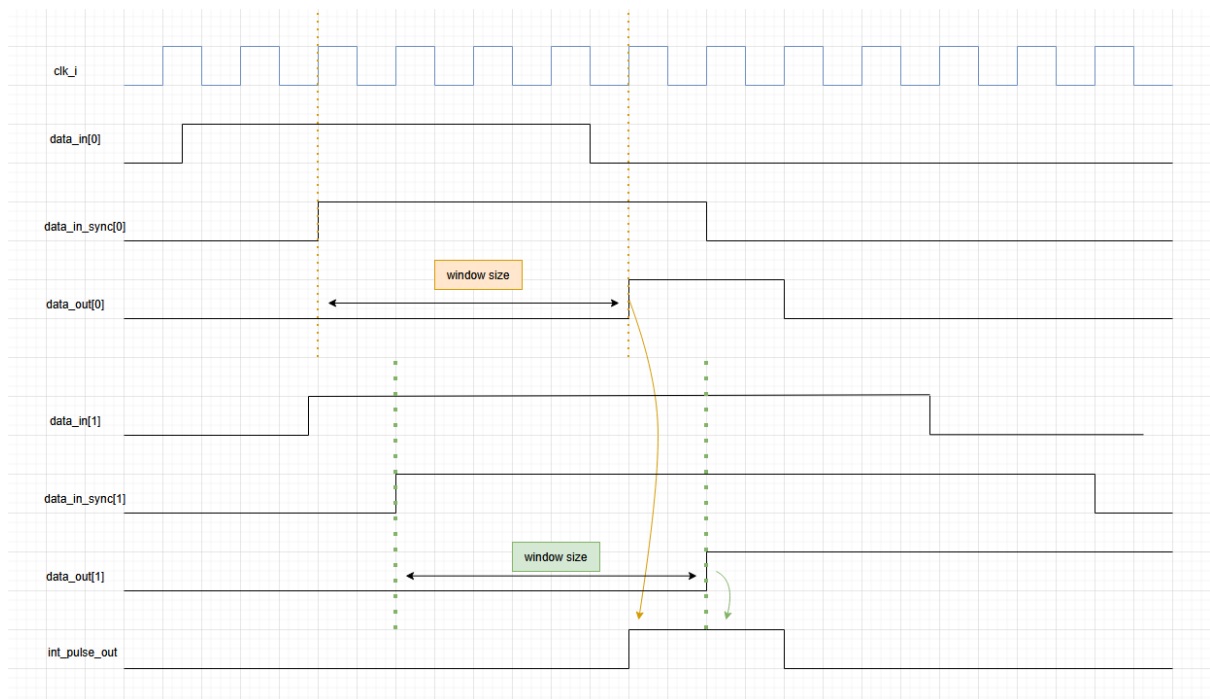 clk_i
data_in[0]
data_in_sync[0]
window size
data_out[0]
data_in[1]
data_in_sync[1]
window size
data_out[1]
int_pulse_out